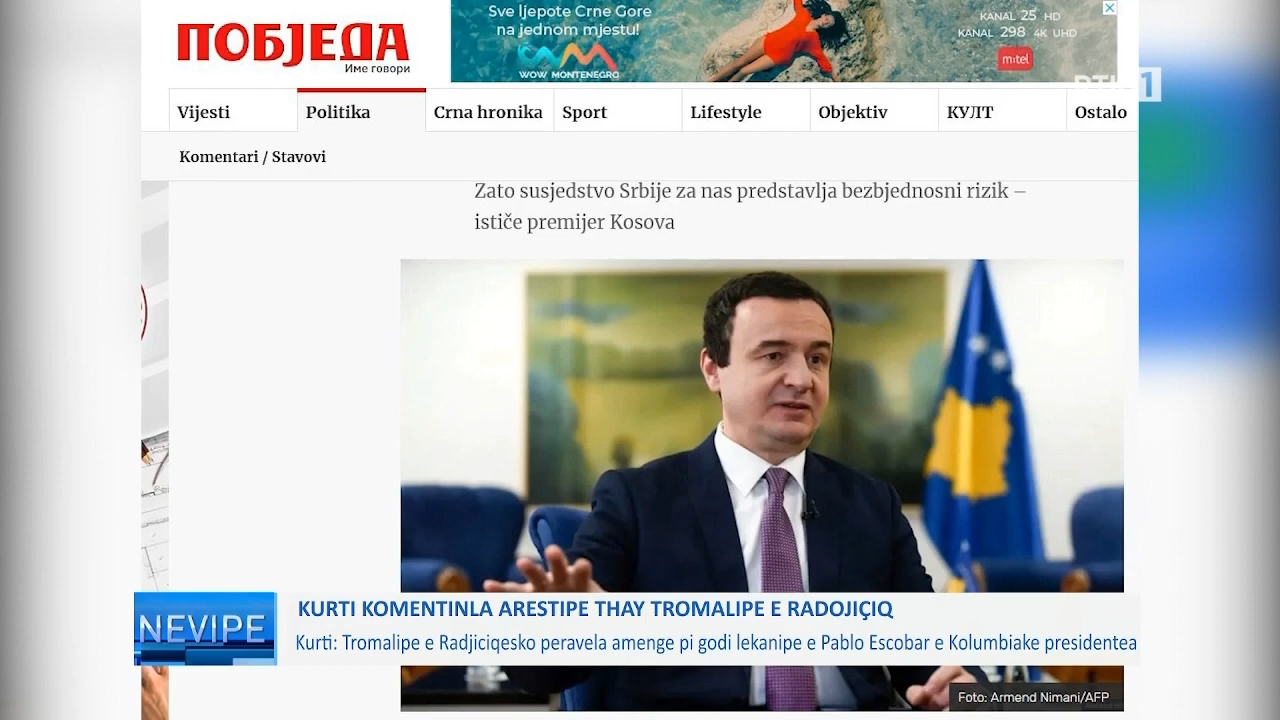 ПОБЈЕДА
Име говори
Sve ljepote Crne Gore
na jednom mjestu!
WOW MONTENEGRO
KANAL 25 HD
KANAL 298 4K UHD
m:tel
1
Vijesti
Politika
Crna hronika
Sport
Lifestyle
Objektiv
КУЛТ
Ostalo
Komentari / Stavovi
Zato susjedstvo Srbije za nas predstavlja bezbjednosni rizik –
ističe premijer Kosova
NEVIPE
KURTI KOMENTINLA ARESTIPE THAY TROMALIPE E RADOJIÇIQ
Kurti: Tromalipe e Radjiciqesko peravela amenge pi godi lekanipe e Pablo Escobar e Kolumbiake presidentea
Foto: Armend Nimani/AFP